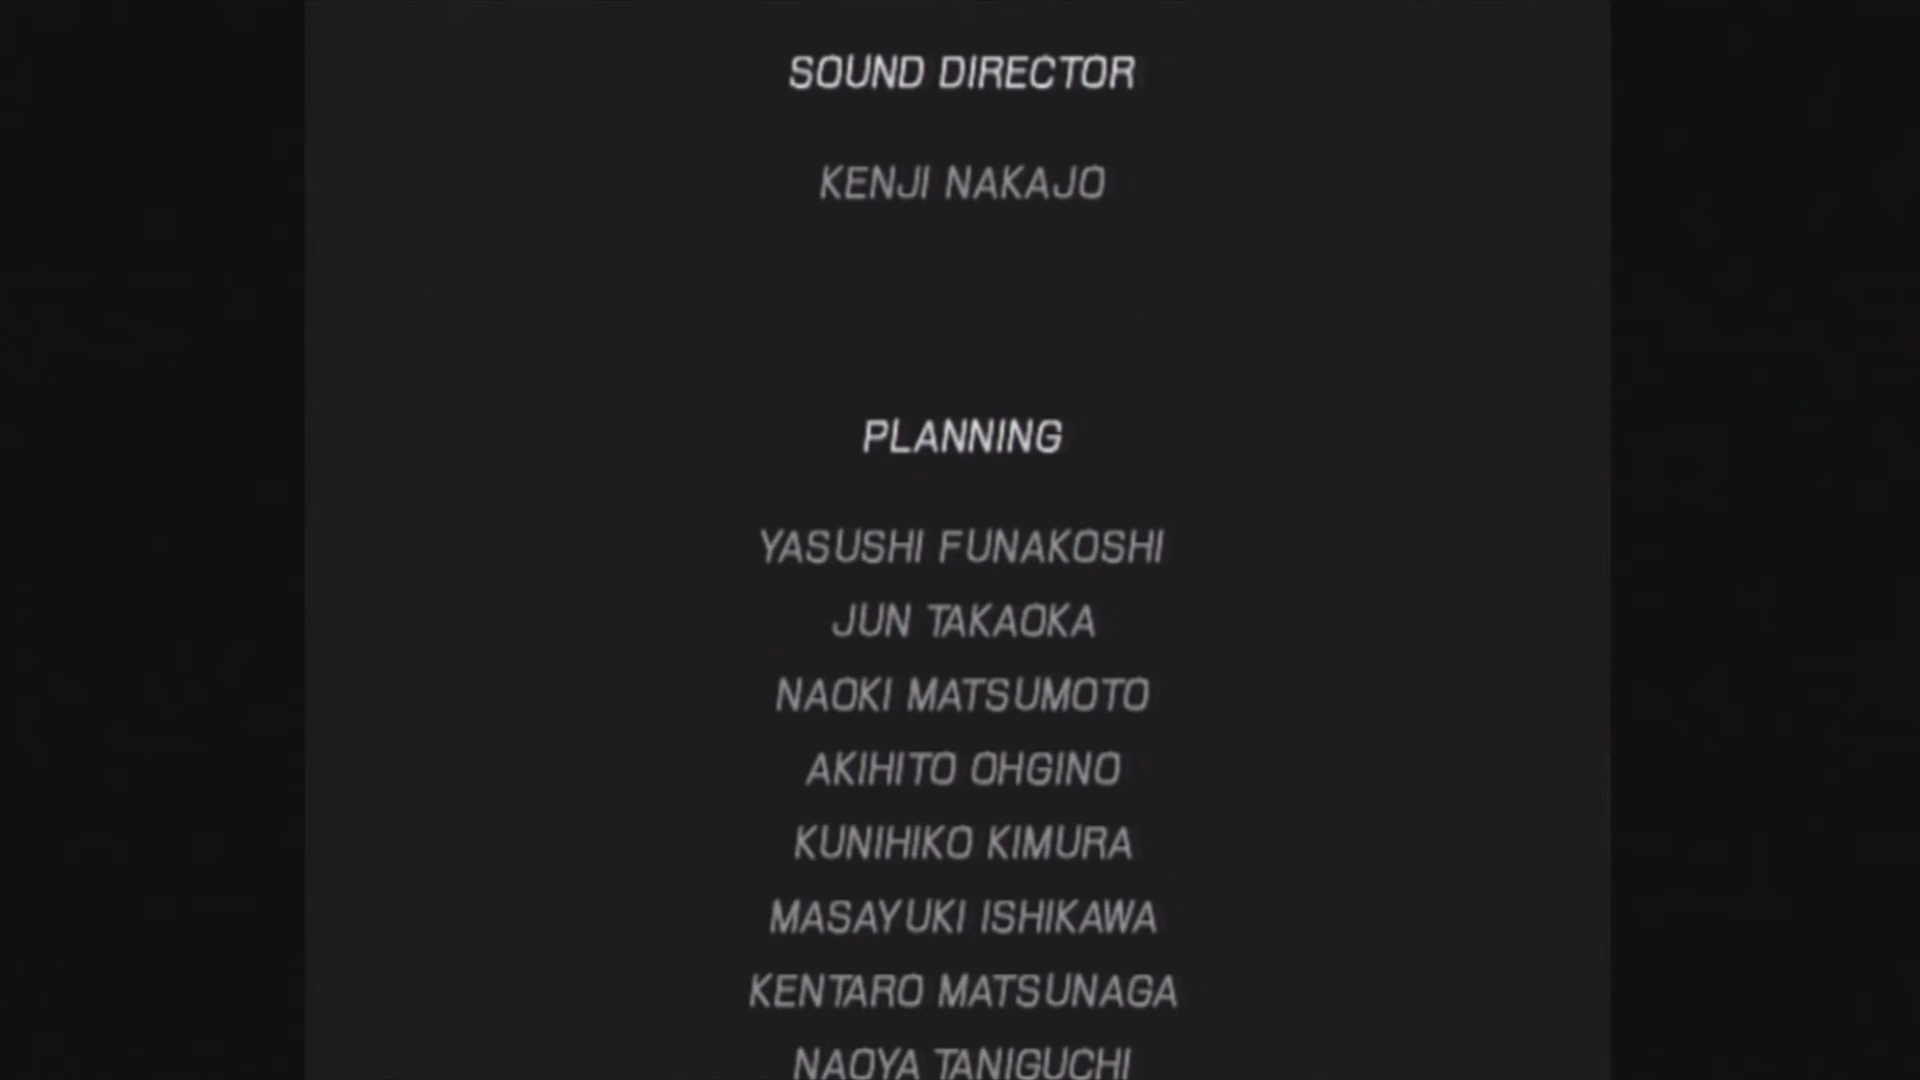 SOUND DIRECTOR
KENJI NAKAJO
PLANNING
YASUSHI FUNAKOSHI
JUN TAKAOKA
NAOKI MATSUMOTO
AKIHITO OHGINO
KUNIHIKO KIMURA
MASAYUKI ISHIKAWA
KENTARO MATSUNAGA
NAOYA TANIGUCHI